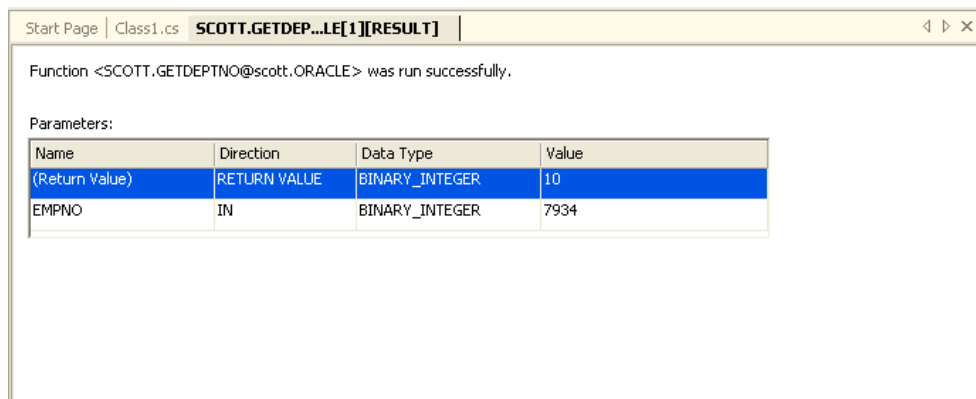 Start Page Class1.cs SCOTT.GETDEP...LE[1][RESULT]
Function <SCOTT.GETDEPTNO@scott.ORACLE> was run successfully.
Parameters:
Name Direction Data Type Value
(Return Value) RETURN VALUE BINARY_INTEGER 10
EMPNO IN BINARY_INTEGER 7934